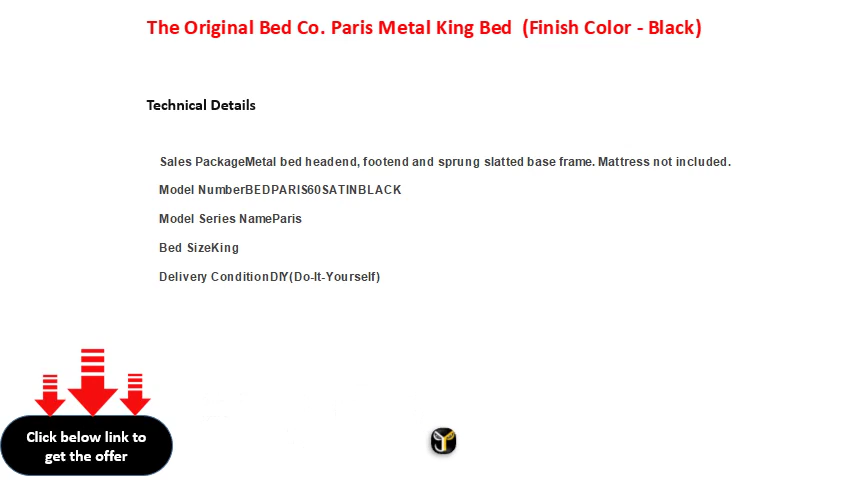 The Original Bed Co. Paris Metal King Bed  (Finish Color - Black)
Technical Details
Sales PackageMetal bed headend, footend and sprung slatted base frame. Mattress not included.
Model NumberBEDPARIS60SATINBLACK
Model Series NameParis
Bed SizeKing
Delivery ConditionDIY(Do-It-Yourself)
Click below link to
get the offer